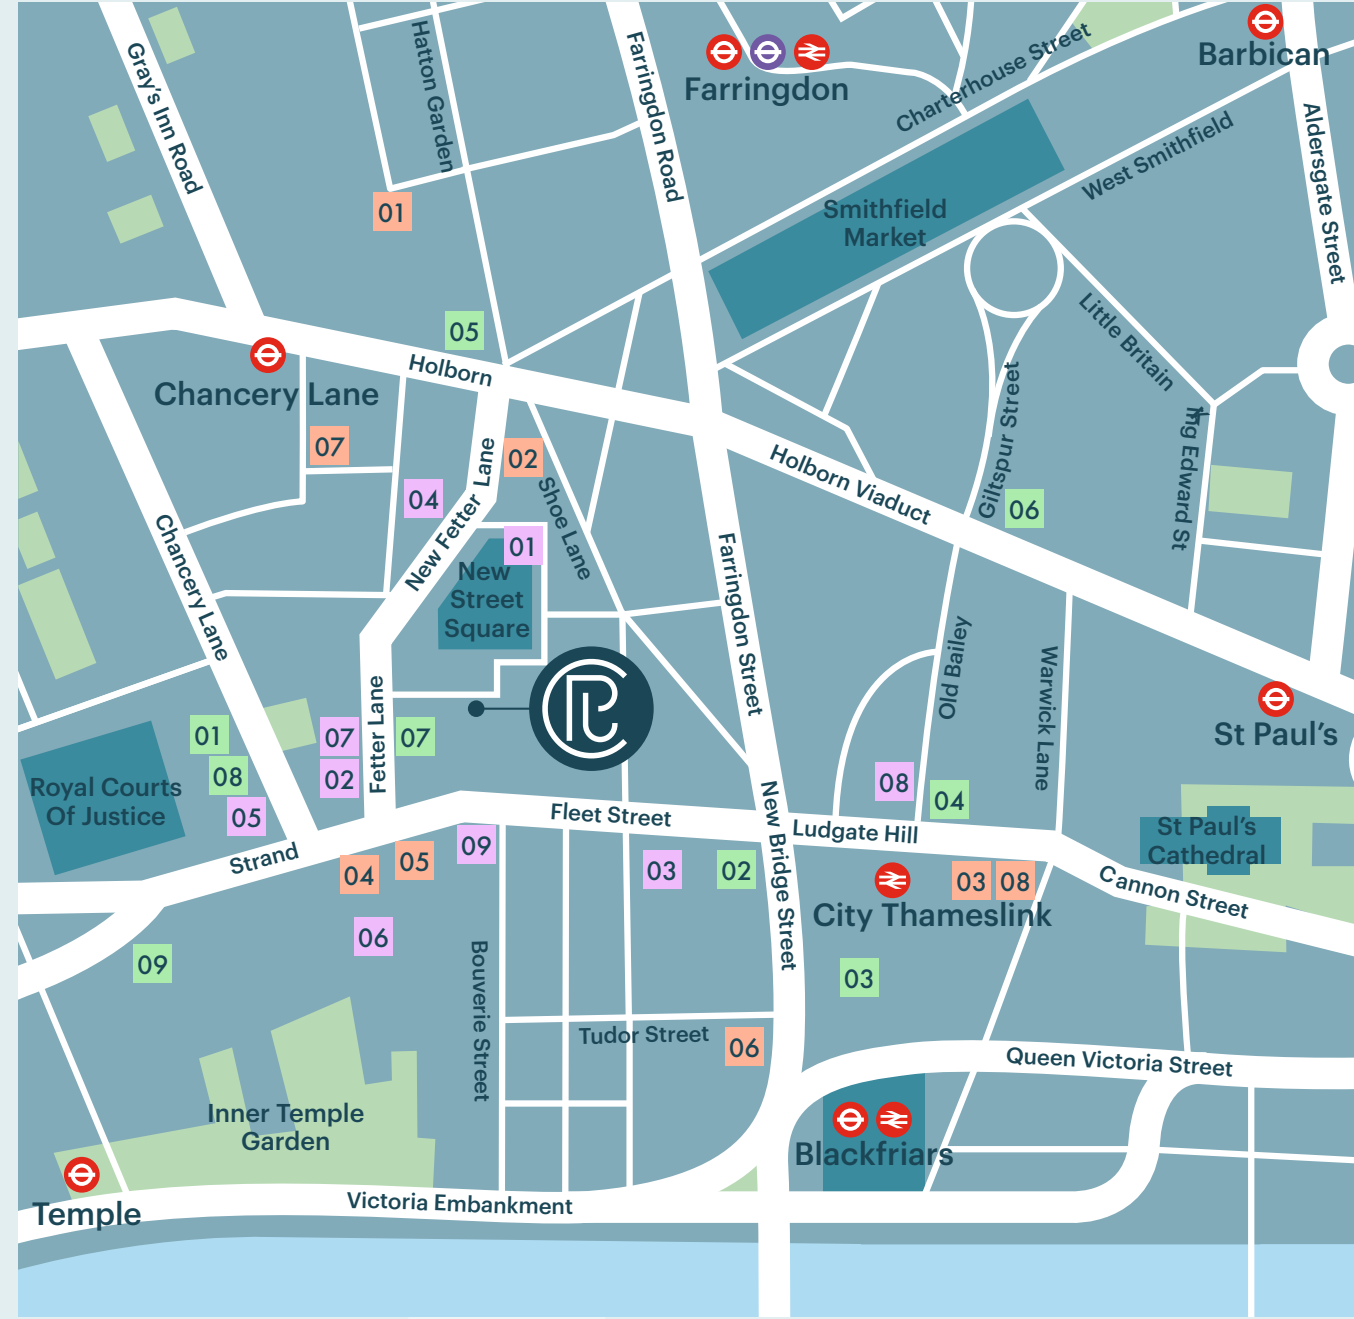 Barbican
Farringdon
Gray's Inn Road
Hatton Garden
Farringdon Road
Charterhouse Street
West Smithfield
Aldersgate Street
Smithfield
Market
01
05
Little Britain
Holborn
Chancery Lane
07
02
04
Giltspur Street
06
King Edward St
Holborn Viaduct
New Fetter Lane
Shoe Lane
01
New
Street
Square
Chancery Lane
Farringdon Street
Old Bailey
Warwick Lane
Fetter Lane
St Paul's
01
07
07
08
02
Royal Courts
Of Justice
05
08
04
New Bridge Street
Fleet Street
Ludgate Hill
St Paul's
Cathedral
Strand
09
04
05
03
02
City Thameslink
03
08
Cannon Street
06
09
Bouverie Street
03
Tudor Street
06
Queen Victoria Street
Inner Temple
Garden
Blackfriars
Temple
Victoria Embankment